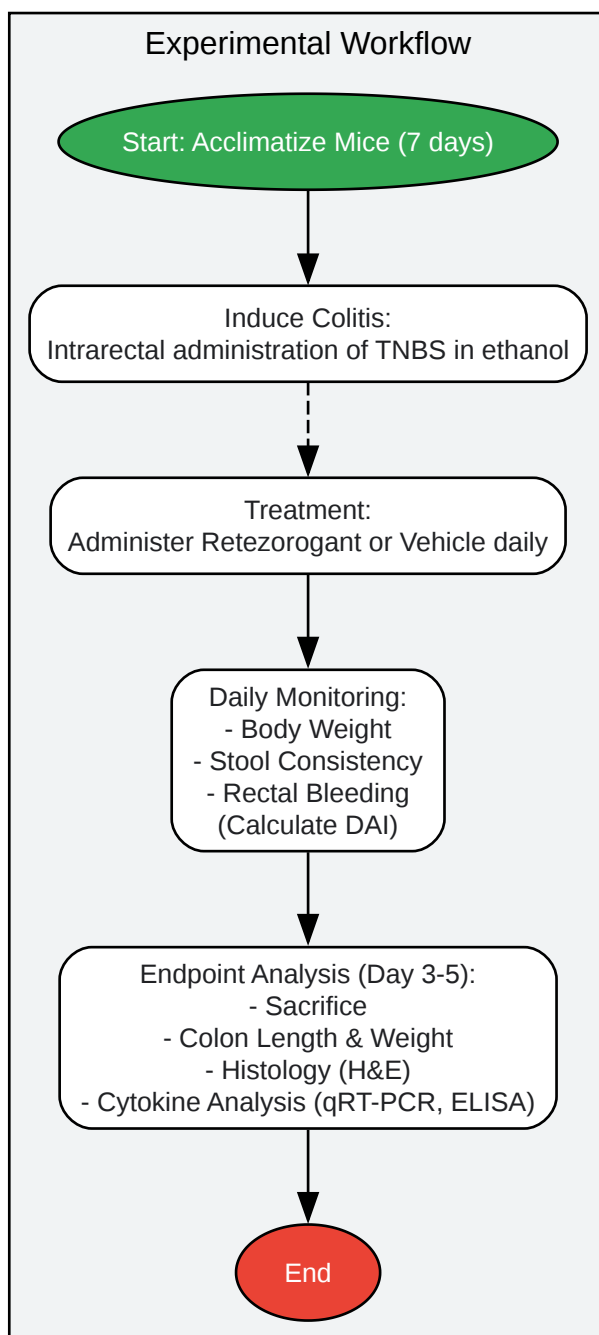 Experimental Workflow
Start: Acclimatize Mice (7 days)
Induce Colitis:
Intrarectal administration of TNBS in ethanol
Treatment:
Administer Retezorogant or Vehicle daily
Daily Monitoring:
- Body Weight
- Stool Consistency
- Rectal Bleeding
(Calculate DAI)
Endpoint Analysis (Day 3-5):
- Sacrifice
- Colon Length & Weight
- Histology (H&E)
- Cytokine Analysis (qRT-PCR, ELISA)
End